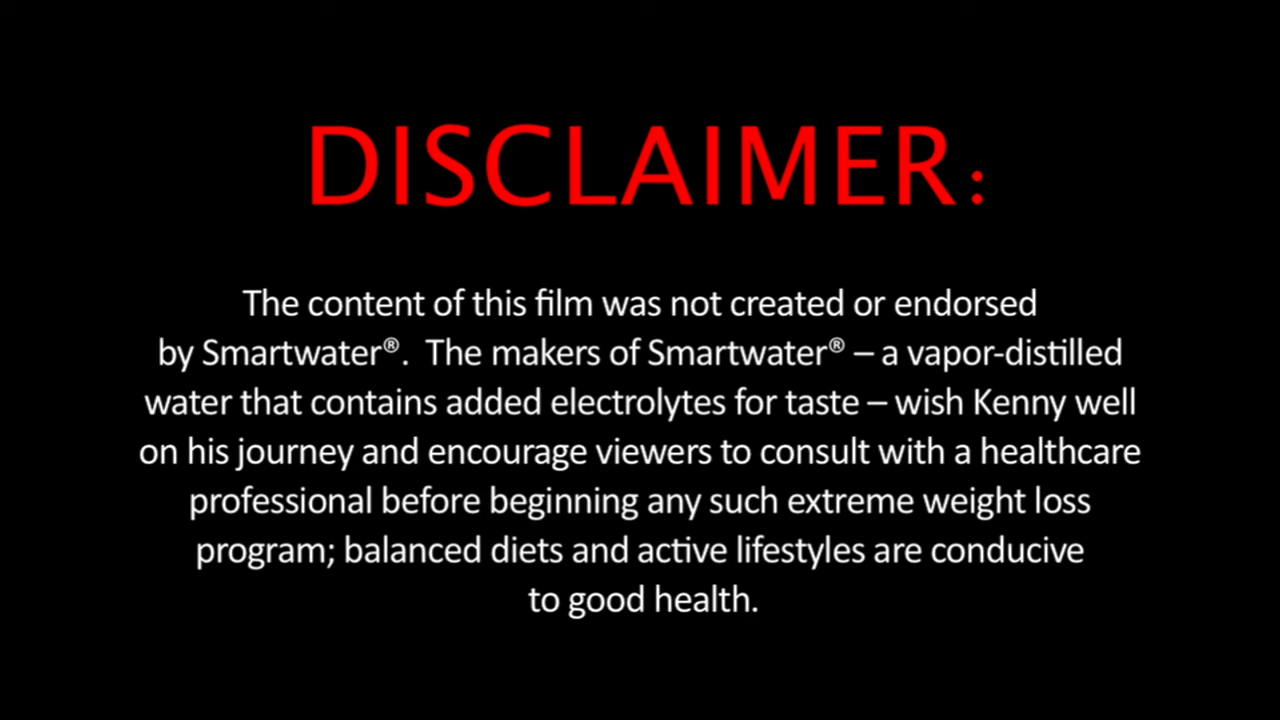 DISCLAIMER:
The content of this film was not created or endorsed
by Smartwater®.  The makers of Smartwater® – a vapor-distilled
water that contains added electrolytes for taste – wish Kenny well
on his journey and encourage viewers to consult with a healthcare
professional before beginning any such extreme weight loss
program; balanced diets and active lifestyles are conducive
to good health.